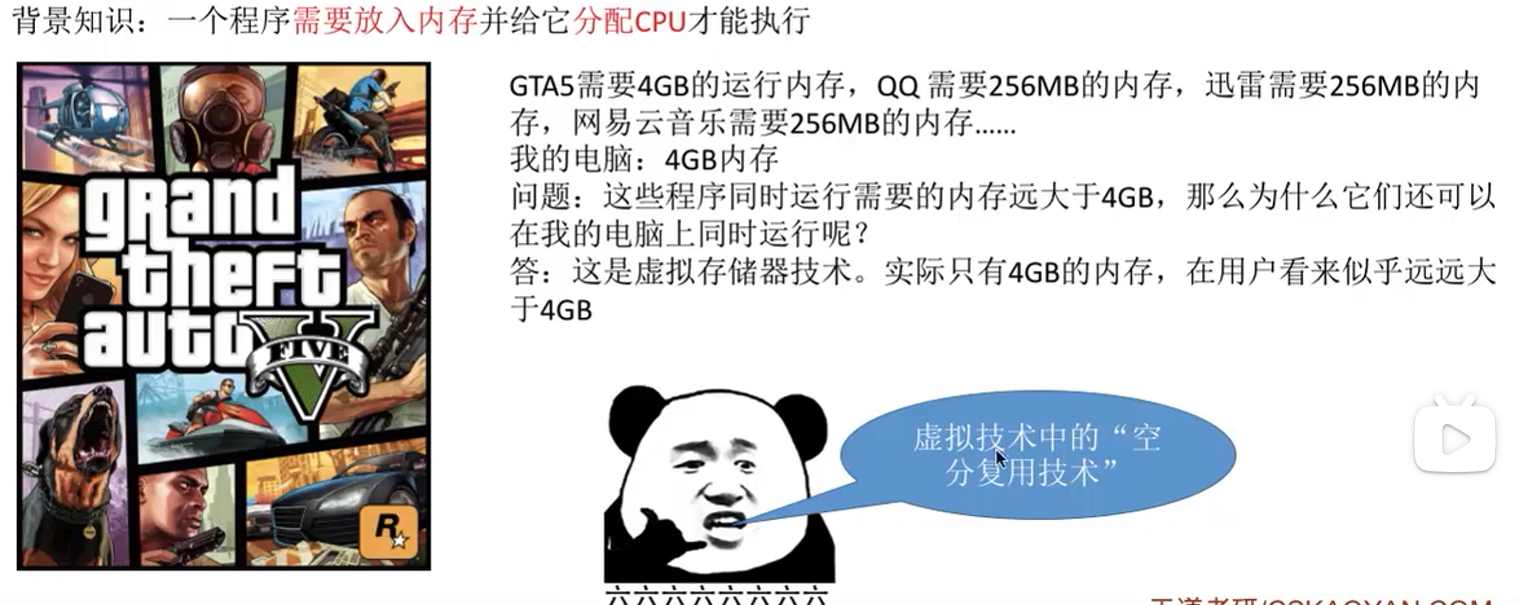 背景知识：一个程序需要放入内存并给它分配CPU才能执行
GTA5需要4GB的运行内存，QQ 需要256MB的内存，迅雷需要256MB的内
存，网易云音乐需要256MB的内存……
我的电脑：4GB内存
问题：这些程序同时运行需要的内存远大于4GB，那么为什么它们还可以
在我的电脑上同时运行呢？
答：这是虚拟存储器技术。实际只有4GB的内存，在用户看来似乎远远大
于4GB
grand
theft
auto
V
FIVE
R
虚拟技术中的“空
分复用技术”
六六六六六六六六
王道考研/CSKAOYAN.COM